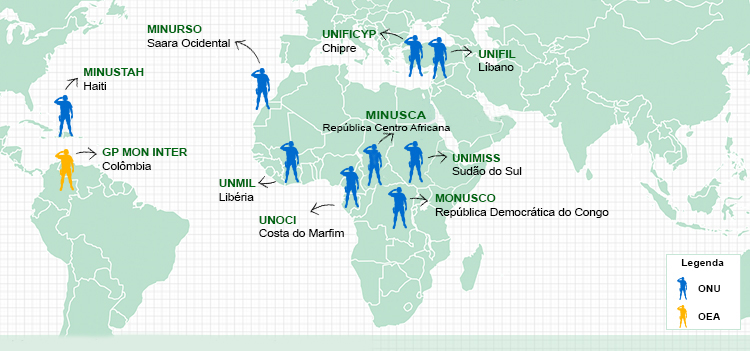 MINURSO
Saara Ocidental
UNIFICYP
Chipre
UNIFIL
Líbano
MINUSTAH
Haiti
MINUSCA
República Centro Africana
GP MON INTER
Colômbia
UNIMISS
Sudão do Sul
UNMIL
Libéria
MONUSCO
República Democrática do Congo
UNOCI
Costa do Marfim
Legenda
ONU
OEA